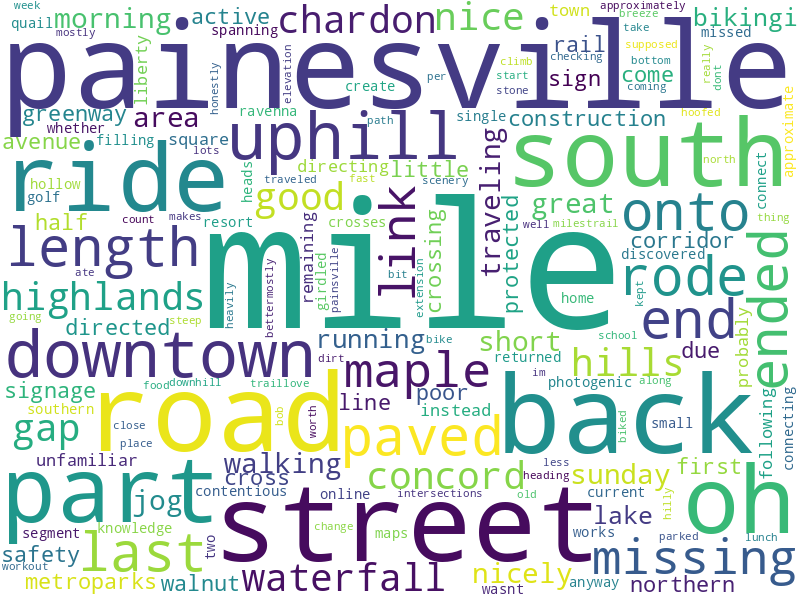 week
quail
morning
active
spanning
chardon
nice
town
approximately
breeze
take
bikingi
mostly
painesville
liberty
honestly
elevation
climb
start
stone
rail
checking
supposed
bottom
missed
sign
come
coming
really
dont
per
greenway
area
whether
filling
square
ravenna
create
uphill
path
single
construction
hoofed
approximate
avenue
lots
directing
link
traveling
south
north
connect
hollow
golf
ride
heads
traveled
fast
little
scenery
great
thing
half
count
makes
resort
good
crosses
crossing
well
protected
milestrail
onto
corridor
discovered
length
ate
heavily
bettermostly
remaining
girdled
painsville
mile
bit
extension
home
kept
rode
ended
highlands
going
steep
directed
downtown
running
bike
short
end
due
probably
signage
southern
food
downhill
traillove
dirt
maple
returned
im
school
hills
along
photogenic
gap
close
place
road
bob
worth
line
poor
instead
paved
back
biked
small
following
connecting
unfamiliar
walking
cross
contentious
concord
less
heading
sunday
first
part
jog
online
intersections
old
current
hilly
oh
segment
knowledge
two
street
change
maps
works
lake
parked
lunch
safety
last
workout
metroparks
walnut
waterfall
nicely
wasnt
missing
anyway
northern